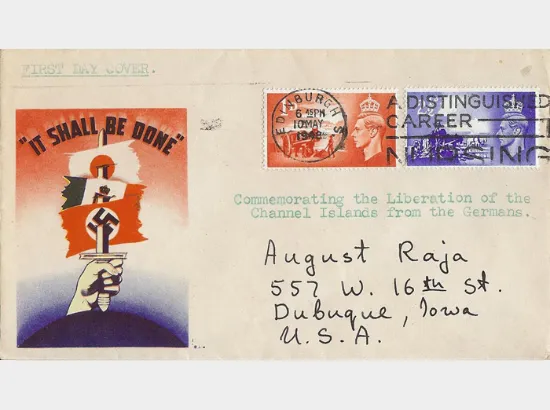 FIRST DAY COVER.
"IT SHALL BE DONE"
EDINBURGH
6 45PM
10 MAY
1948
A DISTINGUISHED
CAREER
NURSING
Commemorating the Liberation of the
Channel Islands from the Germans.
August Raja
557 W. 16th St.
Dubuque, Iowa
U.S.A.